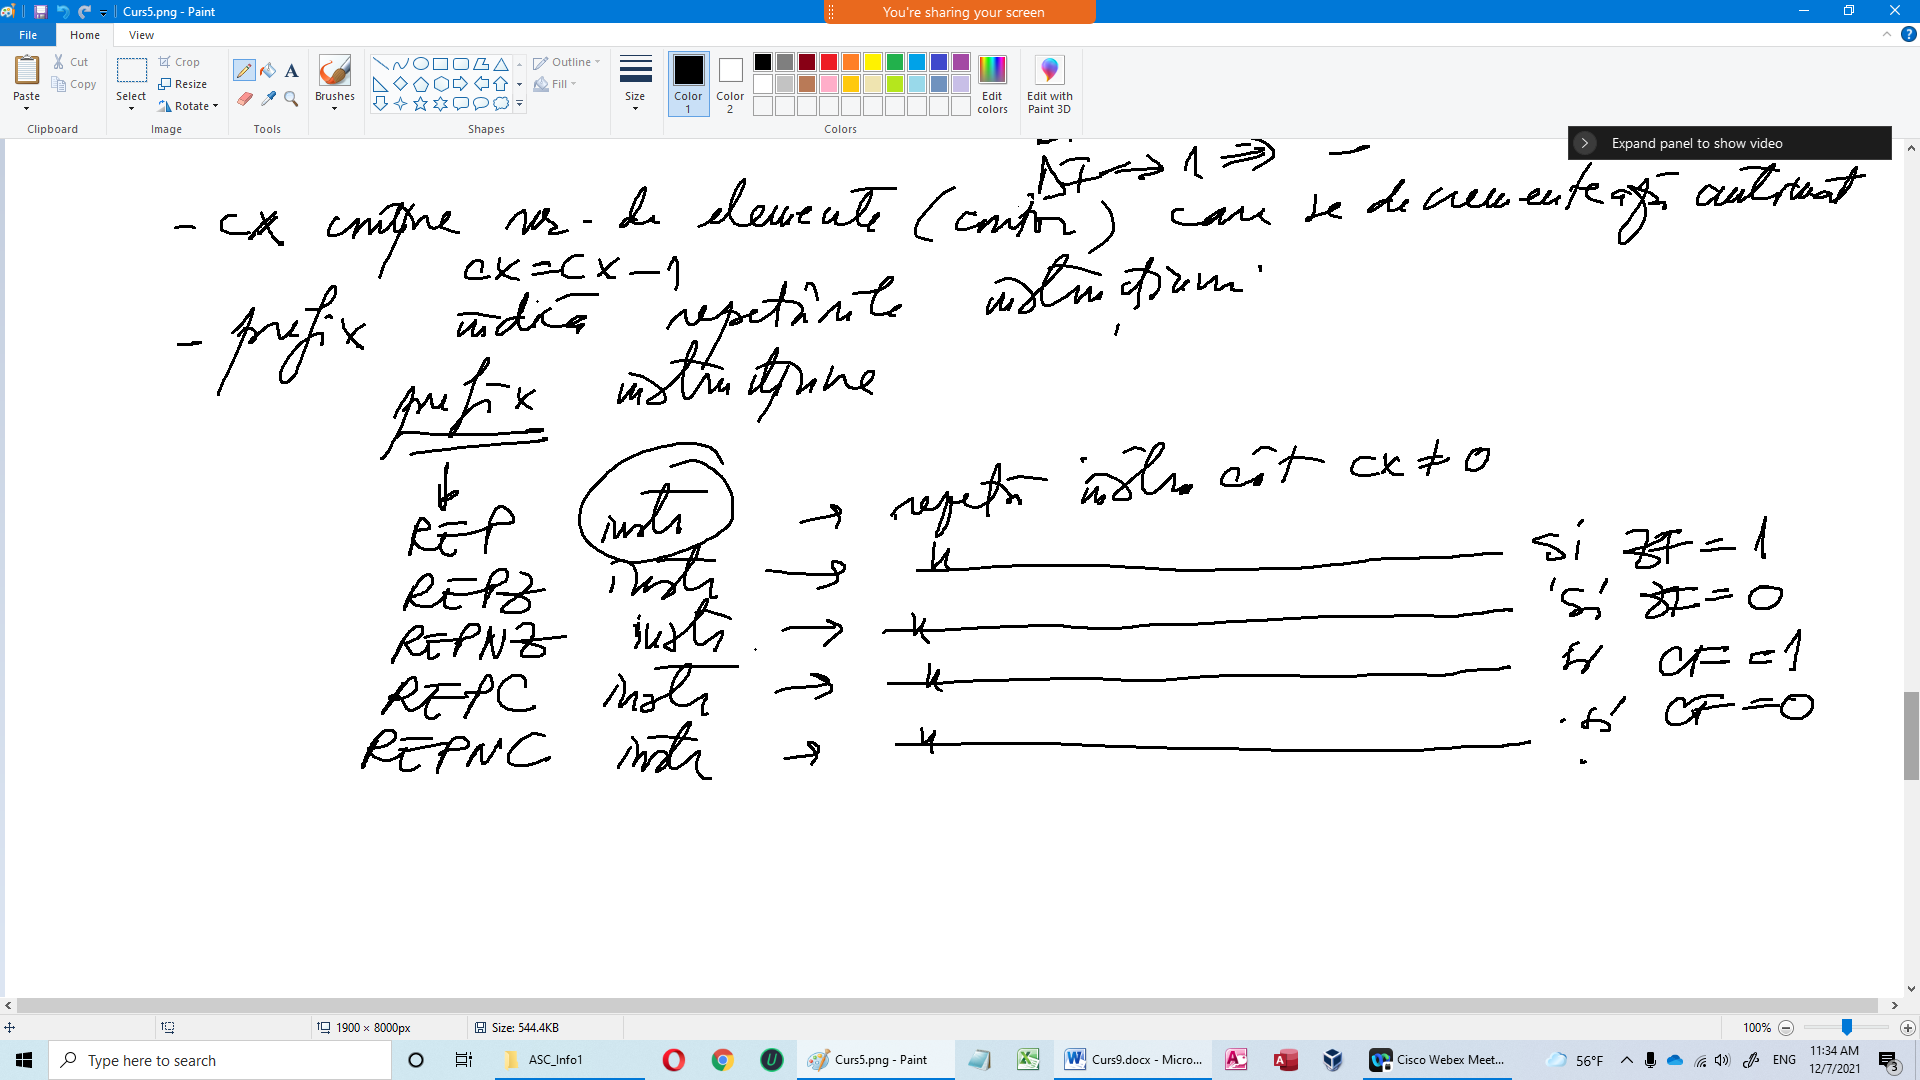 Curs5.png - Paint
You're sharing your screen
File Home View
Paste Cut Copy Clipboard
Select Crop Resize Rotate Image
Tools
Brushes
Outline Fill Shapes
Size
Color 1 Color 2 Edit colors Colors
Edit with Paint 3D
Expand panel to show video
DF → 1 ⇒ –
- CX conține nr. de elemente (contor) care se decrementează automat
CX = CX - 1
- prefix indică repetările instrucțiunii
prefix instrucțiune
REP instr → repetă instr. cât CX ≠ 0
REPZ instr → " și ZF = 1
REPNZ instr → " și ZF = 0
REPC instr → " și CF = 1
REPNC instr → " și CF = 0
1900 × 8000px Size: 544.4KB 100%
Type here to search ASC_Info1 Curs5.png - Paint Curs9.docx - Micro... Cisco Webex Meet... 56°F ENG 11:34 AM
12/7/2021 3